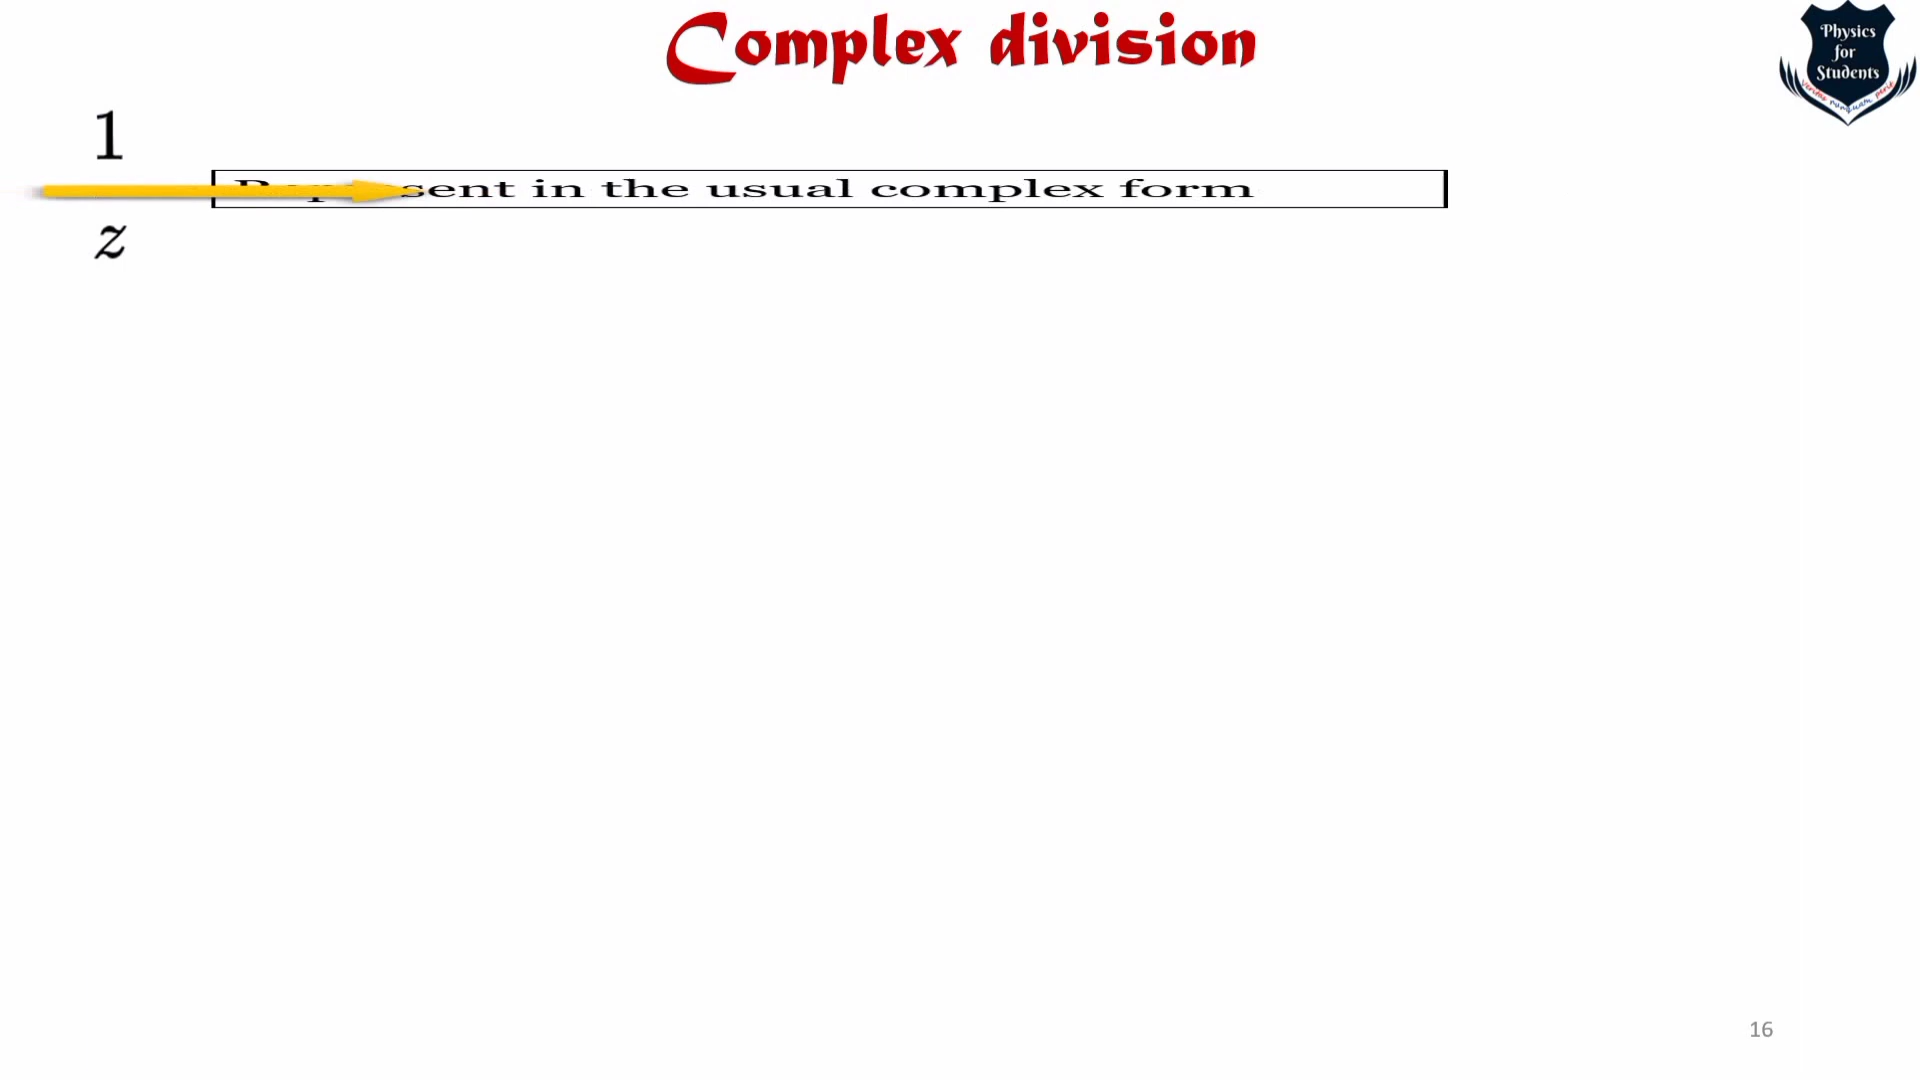 Complex division
Physics
for
Students
1
z
Represent in the usual complex form
16